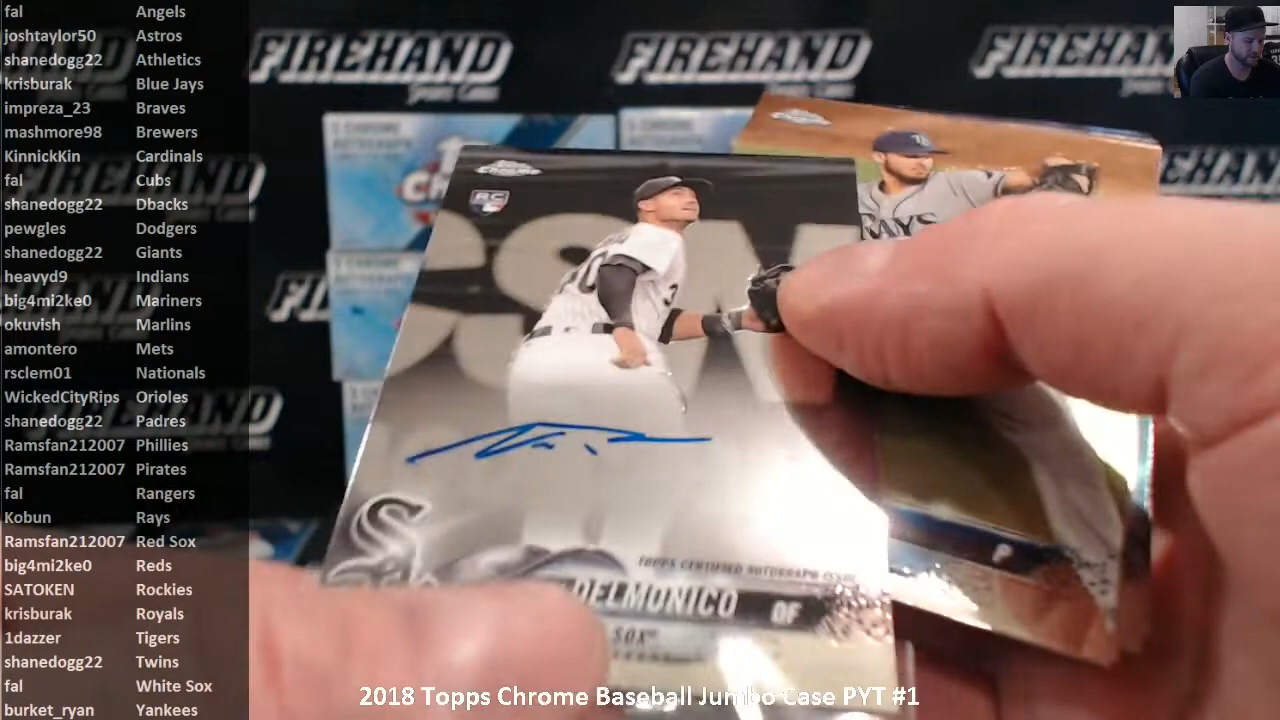 fal Angels
joshtaylor50 Astros
shanedogg22 Athletics
krisburak Blue Jays
impreza_23 Braves
mashmore98 Brewers
KinnickKin Cardinals
fal Cubs
shanedogg22 Dbacks
pewgles Dodgers
shanedogg22 Giants
heavyd9 Indians
big4mi2ke0 Mariners
okuvish Marlins
amontero Mets
rsclem01 Nationals
WickedCityRips Orioles
shanedogg22 Padres
Ramsfan212007 Phillies
Ramsfan212007 Pirates
fal Rangers
Kobun Rays
Ramsfan212007 Red Sox
big4mi2ke0 Reds
SATOKEN Rockies
krisburak Royals
1dazzer Tigers
shanedogg22 Twins
fal White Sox
burket_ryan Yankees
FIREHAND
FIREHAND
FIREHAN
RC
RAYS
P
TOPPS CERTIFIED AUTOGRAPH ISSUE
DELMONICO OF
SOX
2018 Topps Chrome Baseball Jumbo Case PYT #1